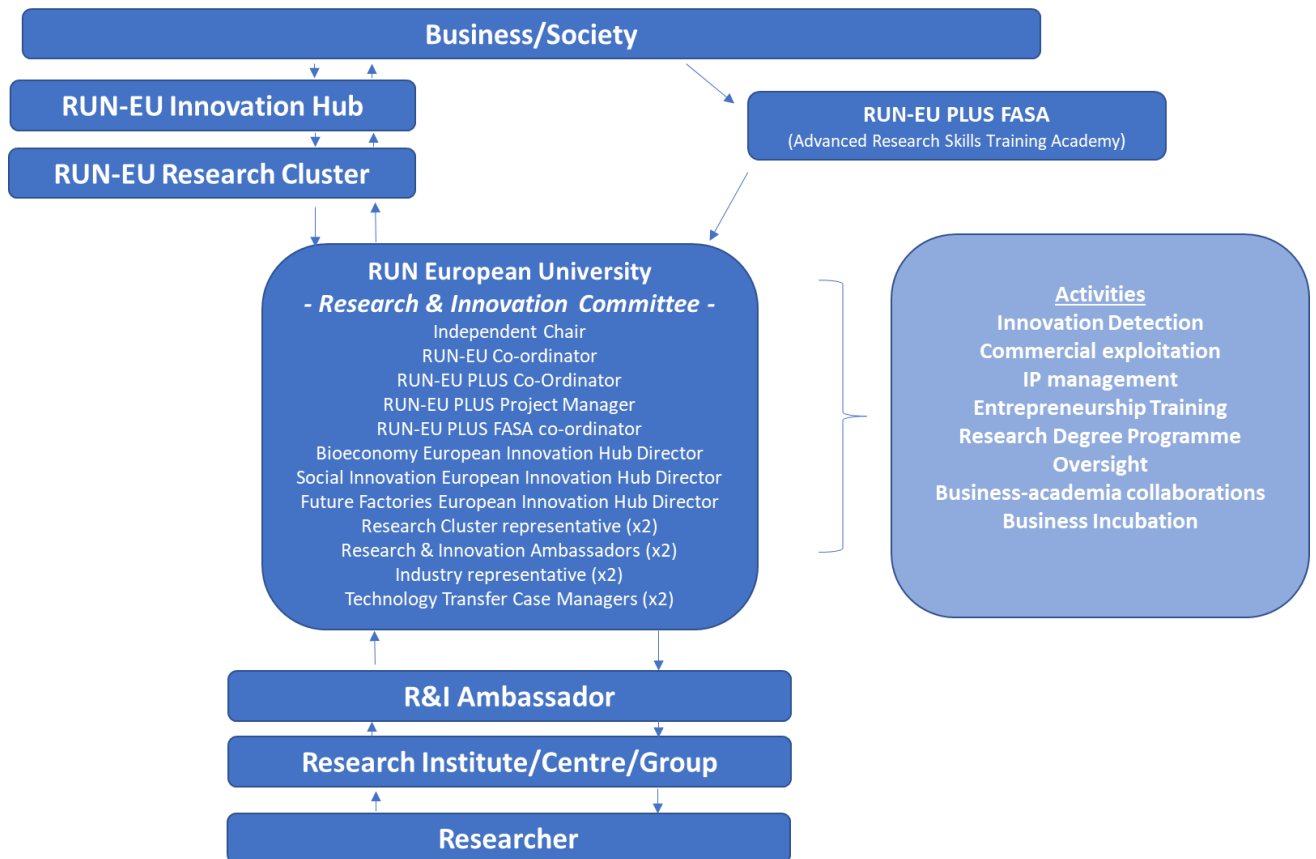 Business/Society
RUN-EU Innovation Hub
RUN-EU PLUS FASA
(Advanced Research Skills Training Academy)
RUN-EU Research Cluster
RUN European University
- Research & Innovation Committee -
Independent Chair
RUN-EU Co-ordinator
RUN-EU PLUS Co-Ordinator
RUN-EU PLUS Project Manager
RUN-EU PLUS FASA co-ordinator
Bioeconomy European Innovation Hub Director
Social Innovation European Innovation Hub Director
Future Factories European Innovation Hub Director
Research Cluster representative (x2)
Research & Innovation Ambassadors (x2)
Industry representative (x2)
Technology Transfer Case Managers (x2)
Activities
Innovation Detection
Commercial exploitation
IP management
Entrepreneurship Training
Research Degree Programme
Oversight
Business-academia collaborations
Business Incubation
R&I Ambassador
Research Institute/Centre/Group
Researcher